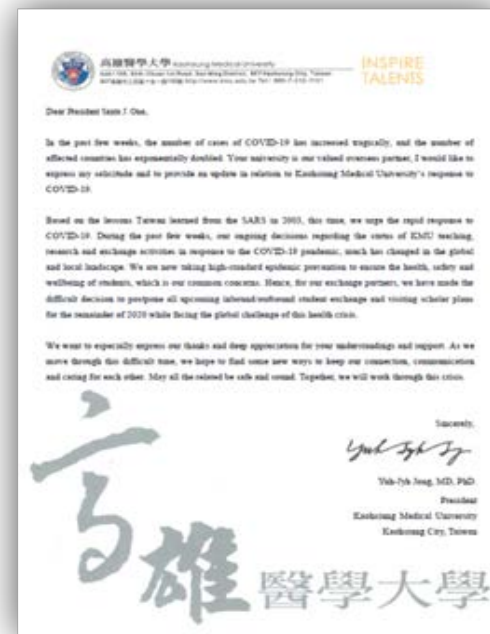 高雄醫學大學 Kaohsiung Medical University
INSPIRE
TALENTS
Dear President Santa J. Ono,
In the past few weeks, the number of cases of COVID-19 has increased tragically, and the number of
affected countries has exponentially doubled. Your university is our valued overseas partner, I would like to
express my solicitude and to provide an update in relation to Kaohsiung Medical University's response to
COVID-19.
Based on the lessons Taiwan learned from the SARS in 2003, this time, we urge the rapid response to
COVID-19. During the past few weeks, our ongoing decisions regarding the status of KMU teaching,
research and exchange activities in response to the COVID-19 pandemic, much has changed in the global
and local landscape. We are now taking high-standard epidemic prevention to ensure the health, safety and
wellbeing of students, which is our common concerns. Hence, for our exchange partners, we have made the
difficult decision to postpone all upcoming inbound/outbound student exchange and visiting scholar plans
for the remainder of 2020 while facing the global challenge of this health crisis.
We want to especially express our thanks and deep appreciation for your understandings and support. As we
move through this difficult time, we hope to find some new ways to keep our connection, communication
and caring for each other. May all the related be safe and sound. Together, we will work through this crisis.
Sincerely,
Yuh-Jyh Jong, MD, PhD.
President
Kaohsiung Medical University
Kaohsiung City, Taiwan
高雄醫學大學